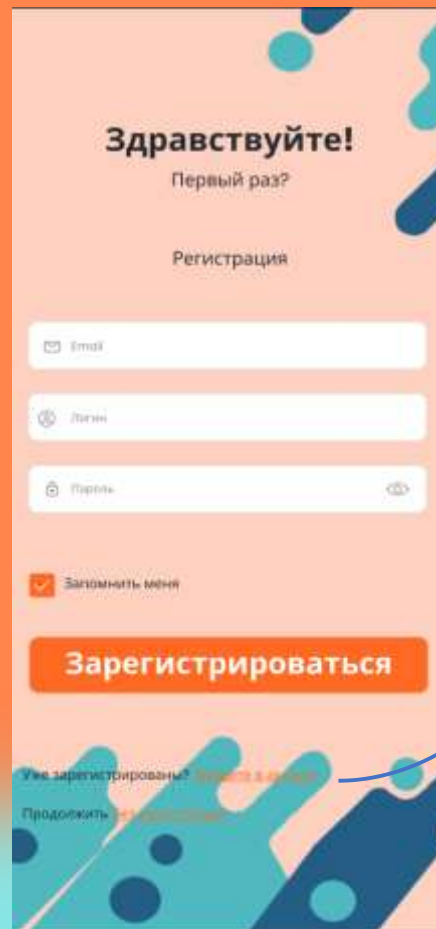 Здравствуйте!
Первый раз?
Регистрация
Email
Логин
Пароль
Запомнить меня
Зарегистрироваться
Уже зарегистрированы?
Продолжить